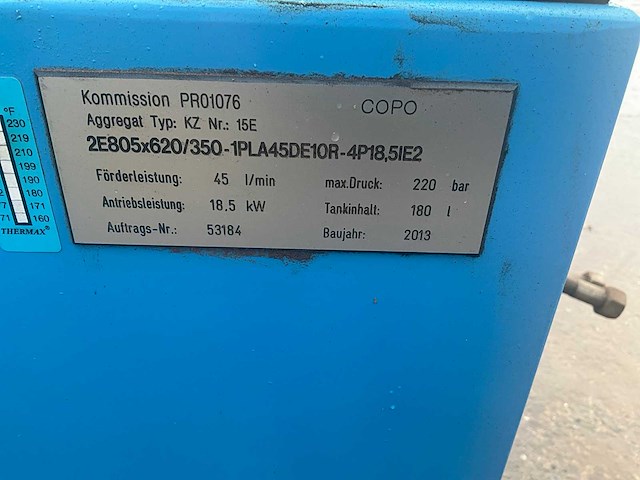 Kommission PRO1076 COPO
Aggregat Typ: KZ Nr.: 15E
2E805x620/350-1PLA45DE10R-4P18,5IE2
Förderleistung: 45 l/min max.Druck: 220 bar
Antriebsleistung: 18.5 kW Tankinhalt: 180 l
Auftrags-Nr.: 53184 Baujahr: 2013
°F
230
219
210
199
190
180
171
160
THERMAX®